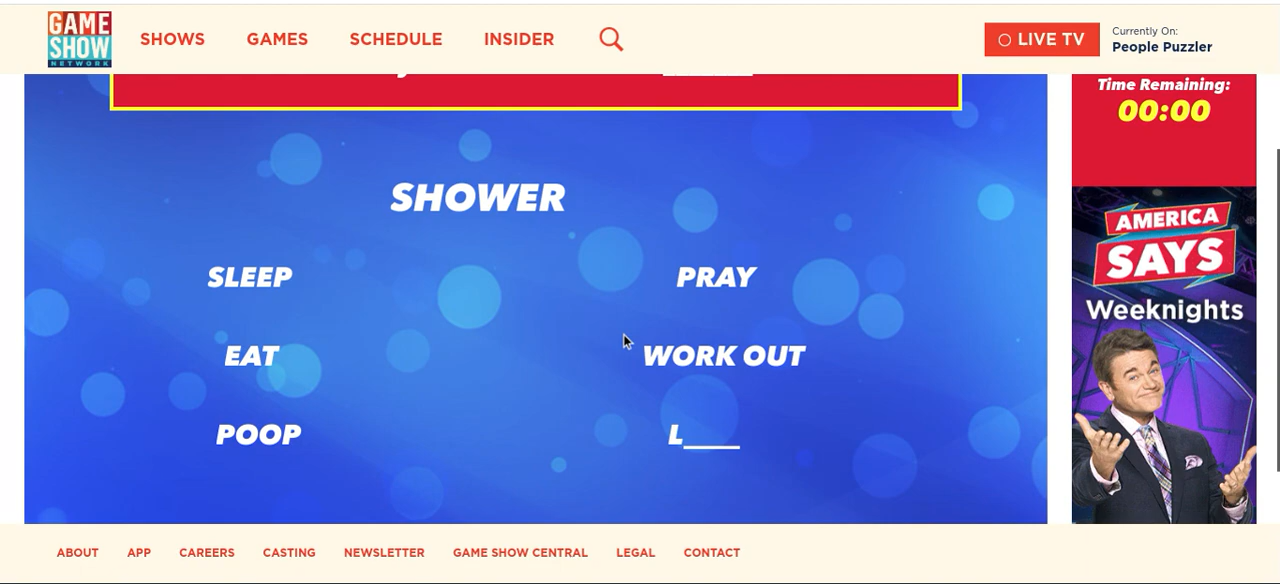 GAME
SHOW
NETWORK
SHOWS GAMES SCHEDULE INSIDER
LIVE TV
Currently On:
People Puzzler
Time Remaining:
00:00
SHOWER
SLEEP PRAY
EAT WORK OUT
POOP L____
AMERICA
SAYS
Weeknights
ABOUT APP CAREERS CASTING NEWSLETTER GAME SHOW CENTRAL LEGAL CONTACT